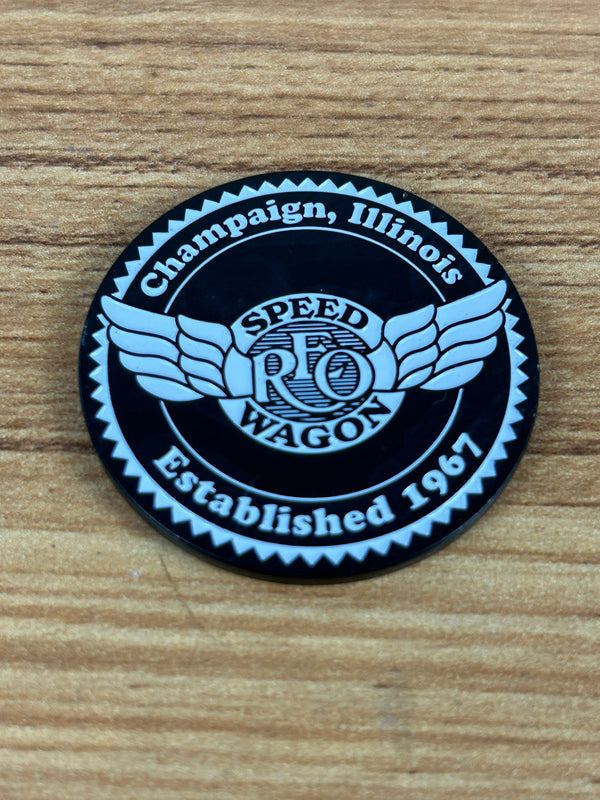 Champaign, Illinois
SPEED
REO
WAGON
Established 1967